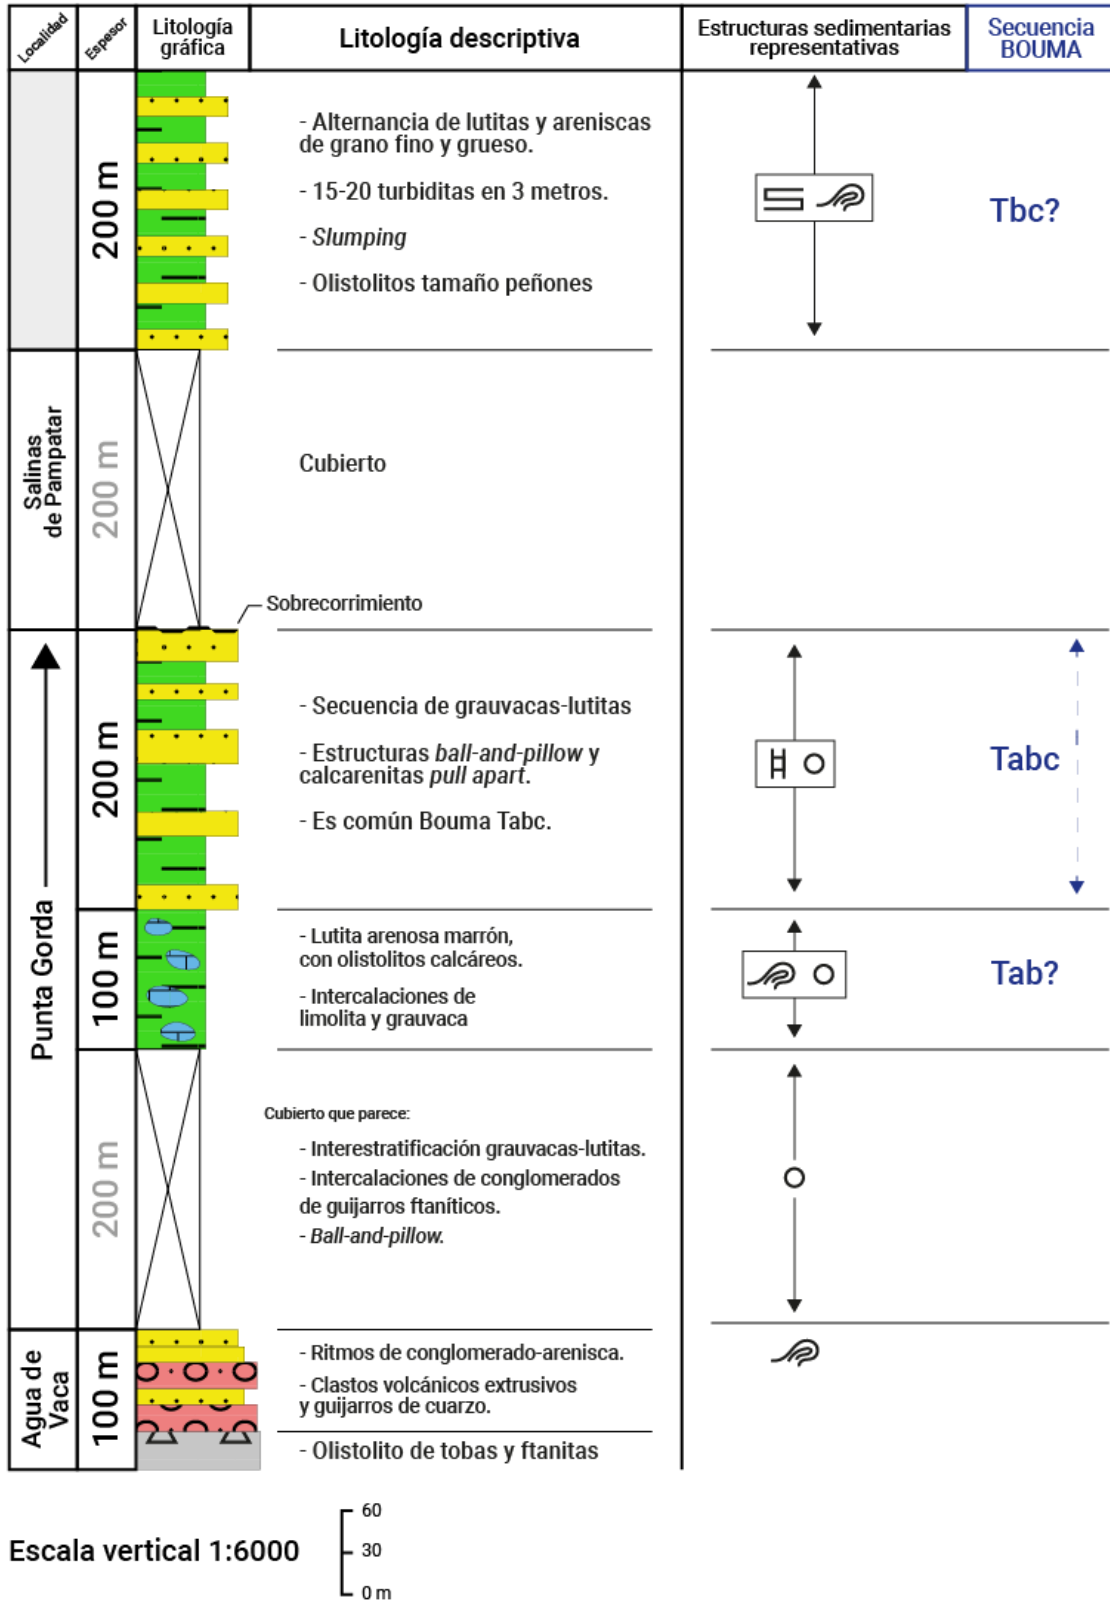 Localidad
Espesor
Litología
gráfica
Litología descriptiva
Estructuras sedimentarias
representativas
Secuencia
BOUMA
200 m
- Alternancia de lutitas y areniscas
de grano fino y grueso.
- 15-20 turbiditas en 3 metros.
- Slumping
- Olistolitos tamaño peñones
Tbc?
Salinas
de Pampatar
200 m
Cubierto
Sobrecorrimiento
Punta Gorda
200 m
- Secuencia de grauvacas-lutitas
- Estructuras ball-and-pillow y
calcarenitas pull apart.
- Es común Bouma Tabc.
Tabc
100 m
- Lutita arenosa marrón,
con olistolitos calcáreos.
- Intercalaciones de
limolita y grauvaca
Tab?
200 m
Cubierto que parece:
- Interestratificación grauvacas-lutitas.
- Intercalaciones de conglomerados
de guijarros ftaníticos.
- Ball-and-pillow.
Agua de
Vaca
100 m
- Ritmos de conglomerado-arenisca.
- Clastos volcánicos extrusivos
y guijarros de cuarzo.
- Olistolito de tobas y ftanitas
Escala vertical 1:6000
60
30
0 m